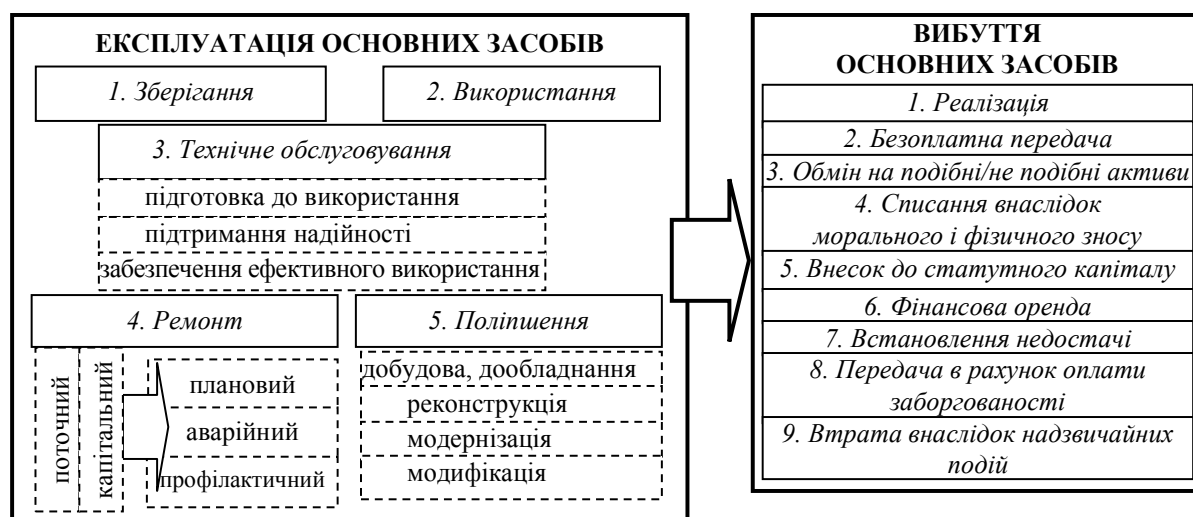 ЕКСПЛУАТАЦІЯ ОСНОВНИХ ЗАСОБІВ
1. Зберігання
2. Використання
3. Технічне обслуговування
підготовка до використання
підтримання надійності
забезпечення ефективного використання
4. Ремонт
поточний
капітальний
плановий
аварійний
профілактичний
5. Поліпшення
добудова, дообладнання
реконструкція
модернізація
модифікація
ВИБУТТЯ
ОСНОВНИХ ЗАСОБІВ
1. Реалізація
2. Безоплатна передача
3. Обмін на подібні/не подібні активи
4. Списання внаслідок
морального і фізичного зносу
5. Внесок до статутного капіталу
6. Фінансова оренда
7. Встановлення недостачі
8. Передача в рахунок оплати
заборгованості
9. Втрата внаслідок надзвичайних
подій